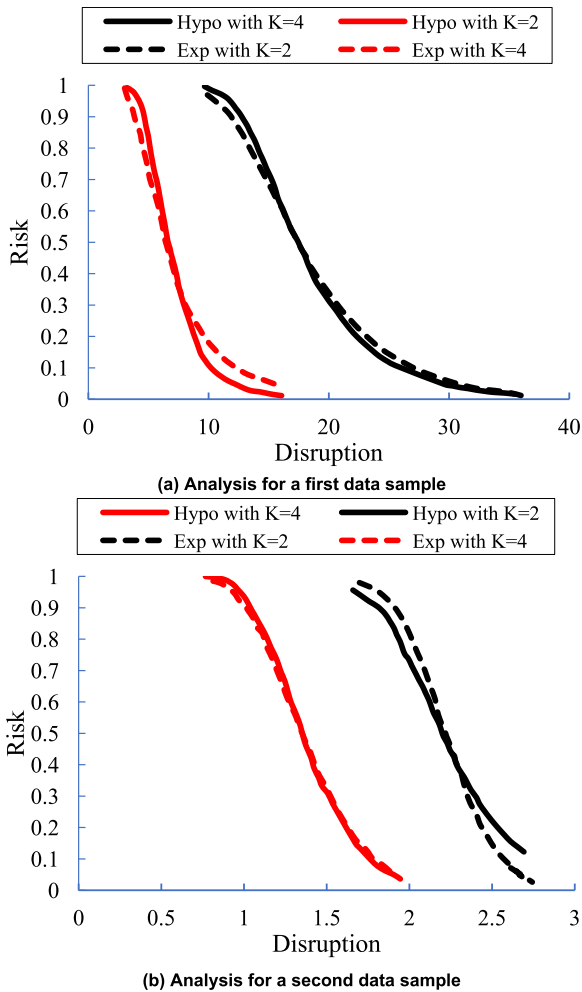 Hypo with K=4 Hypo with K=2
Exp with K=2 Exp with K=4
1
0.9
0.8
0.7
0.6
0.5
0.4
0.3
0.2
0.1
0
Risk
0 10 20 30 40
Disruption
(a) Analysis for a first data sample
Hypo with K=4 Hypo with K=2
Exp with K=2 Exp with K=4
1
0.9
0.8
0.7
0.6
0.5
0.4
0.3
0.2
0.1
0
Risk
0 0.5 1 1.5 2 2.5 3
Disruption
(b) Analysis for a second data sample